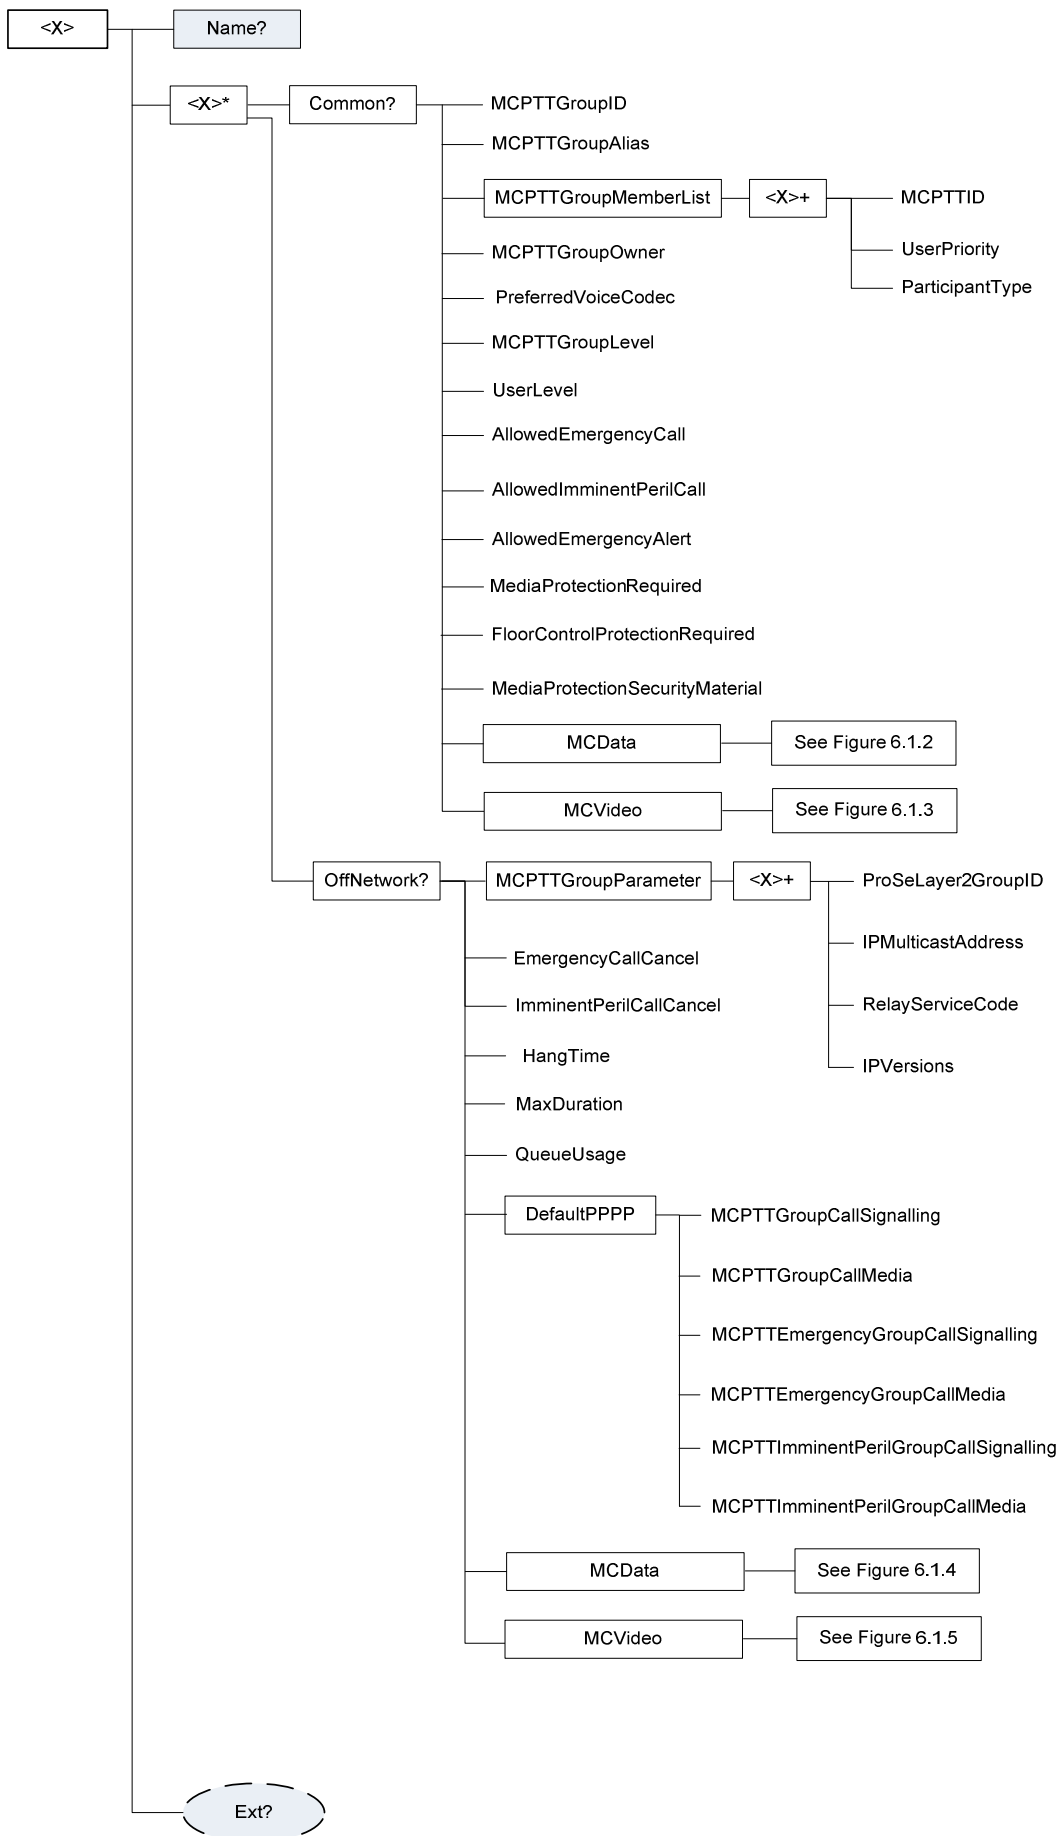 <X>
Name?
<X>*
Common?
MCPTTGroupID
MCPTTGroupAlias
MCPTTGroupMemberList
<X>+
MCPTTID
UserPriority
ParticipantType
MCPTTGroupOwner
PreferredVoiceCodec
MCPTTGroupLevel
UserLevel
AllowedEmergencyCall
AllowedImminentPerilCall
AllowedEmergencyAlert
MediaProtectionRequired
FloorControlProtectionRequired
MediaProtectionSecurityMaterial
MCData
See Figure 6.1.2
MCVideo
See Figure 6.1.3
OffNetwork?
MCPTTGroupParameter
<X>+
ProSeLayer2GroupID
IPMulticastAddress
RelayServiceCode
IPVersions
EmergencyCallCancel
ImminentPerilCallCancel
HangTime
MaxDuration
QueueUsage
DefaultPPPP
MCPTTGroupCallSignalling
MCPTTGroupCallMedia
MCPTTEmergencyGroupCallSignalling
MCPTTEmergencyGroupCallMedia
MCPTTImminentPerilGroupCallSignalling
MCPTTImminentPerilGroupCallMedia
MCData
See Figure 6.1.4
MCVideo
See Figure 6.1.5
Ext?